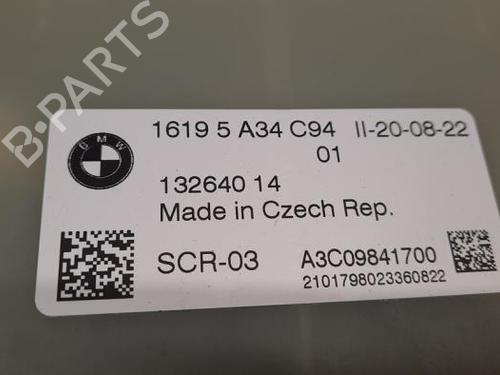 B-PARTS
BMW
1619 5 A34 C94 II-20-08-22
01
132640 14
Made in Czech Rep.
SCR-03 A3C09841700
2101798023360822